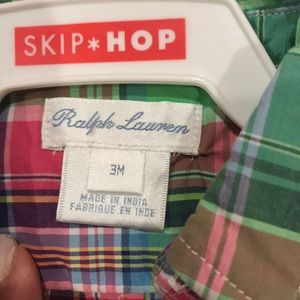 SKIP*HOP
Ralph Lauren
3M
MADE IN INDIA
FABRIQUE EN INDE